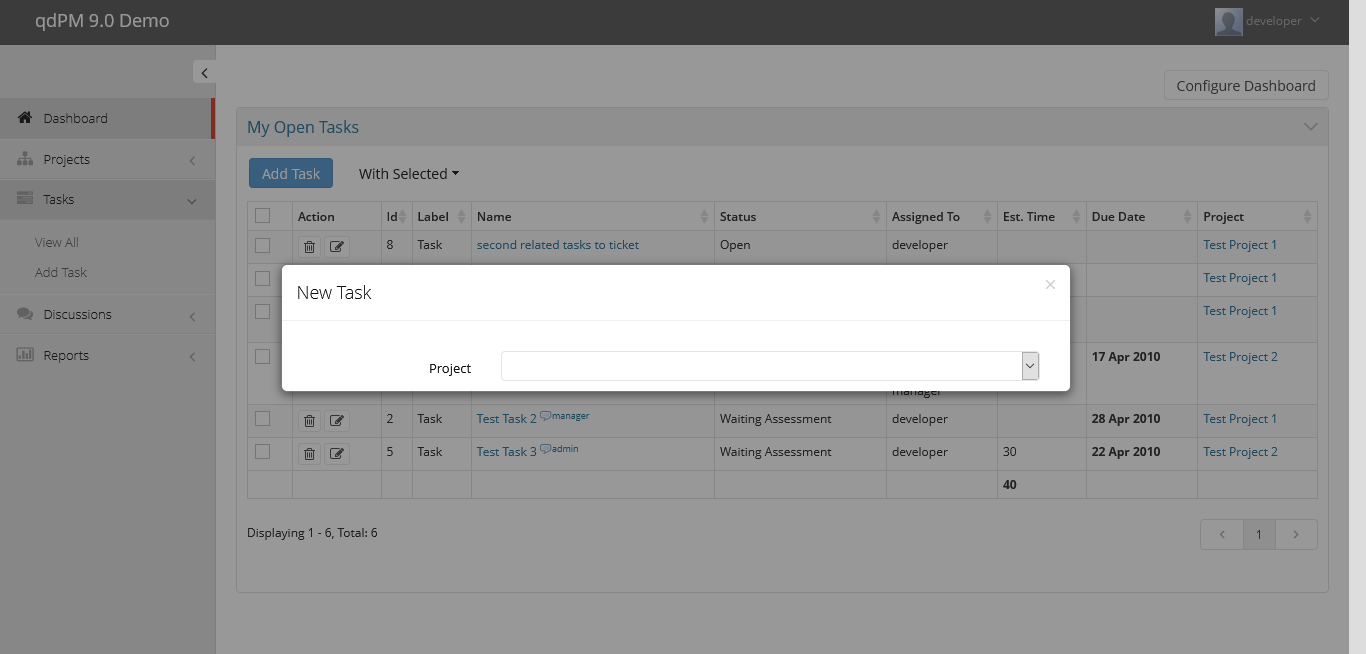 qdPM 9.0 Demo
developer
Configure Dashboard
Dashboard
Projects
Tasks
View All
Add Task
Discussions
Reports
My Open Tasks
Add Task
With Selected
Action Id Label Name Status Assigned To Est. Time Due Date Project
8 Task second related tasks to ticket Open developer Test Project 1
Test Project 1
Test Project 1
New Task
×
Project
17 Apr 2010 Test Project 2
manager
2 Task Test Task 2 manager Waiting Assessment developer 28 Apr 2010 Test Project 1
5 Task Test Task 3 admin Waiting Assessment developer 30 22 Apr 2010 Test Project 2
40
Displaying 1 - 6, Total: 6
1